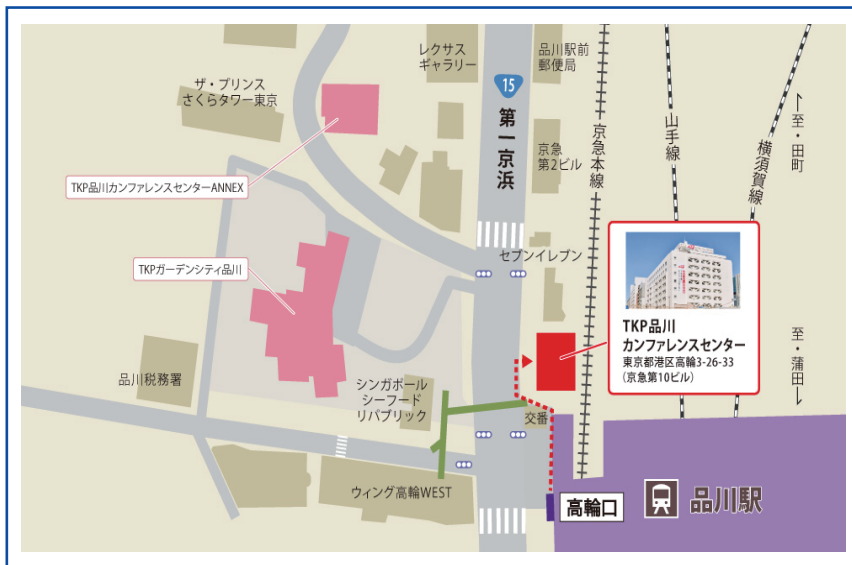 レクサス
ギャラリー
品川駅前
郵便局
ザ・プリンス
さくらタワー東京
15
第一京浜
京急
第2ビル
京急本線
山手線
横須賀線
至・田町
TKP品川カンファレンスセンターANNEX
セブンイレブン
TKPガーデンシティ品川
TKP品川
カンファレンスセンター
東京都港区高輪3-26-33
(京急第10ビル)
至・蒲田
品川税務署
シンガポール
シーフード
リパブリック
交番
ウィング高輪WEST
高輪口
品川駅